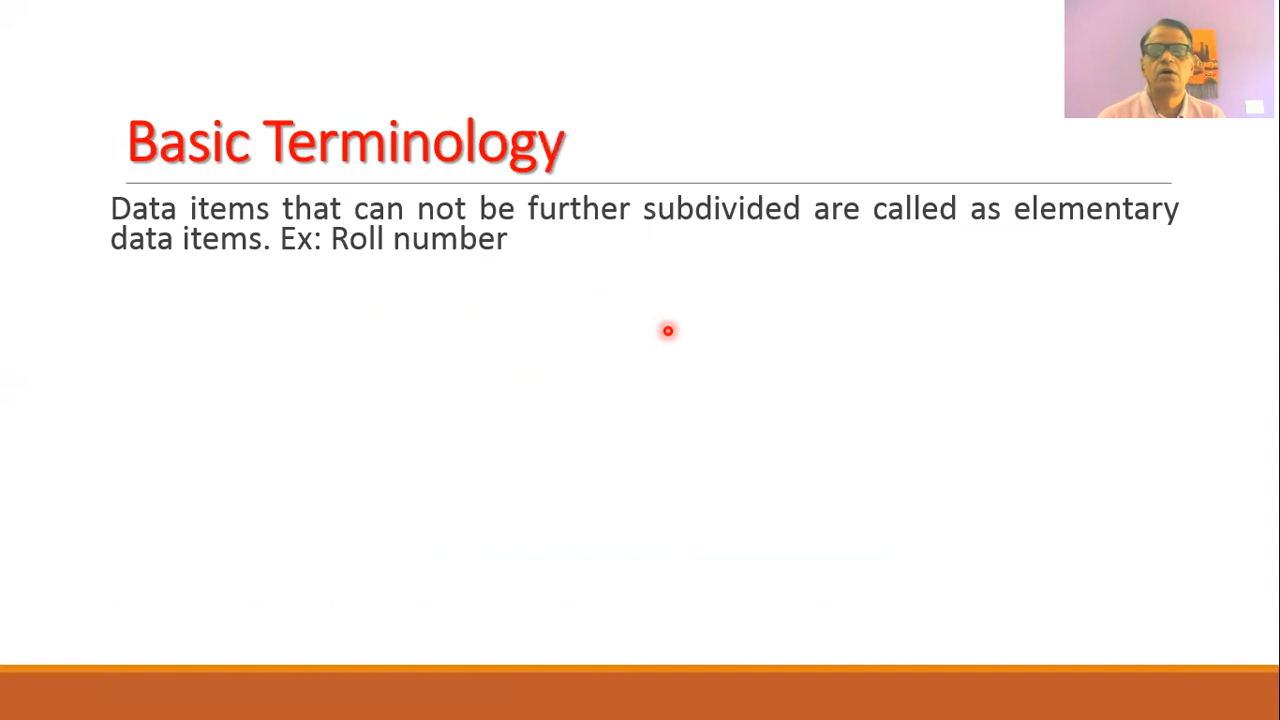 Basic Terminology
Data items that can not be further subdivided are called as elementary
data items. Ex: Roll number